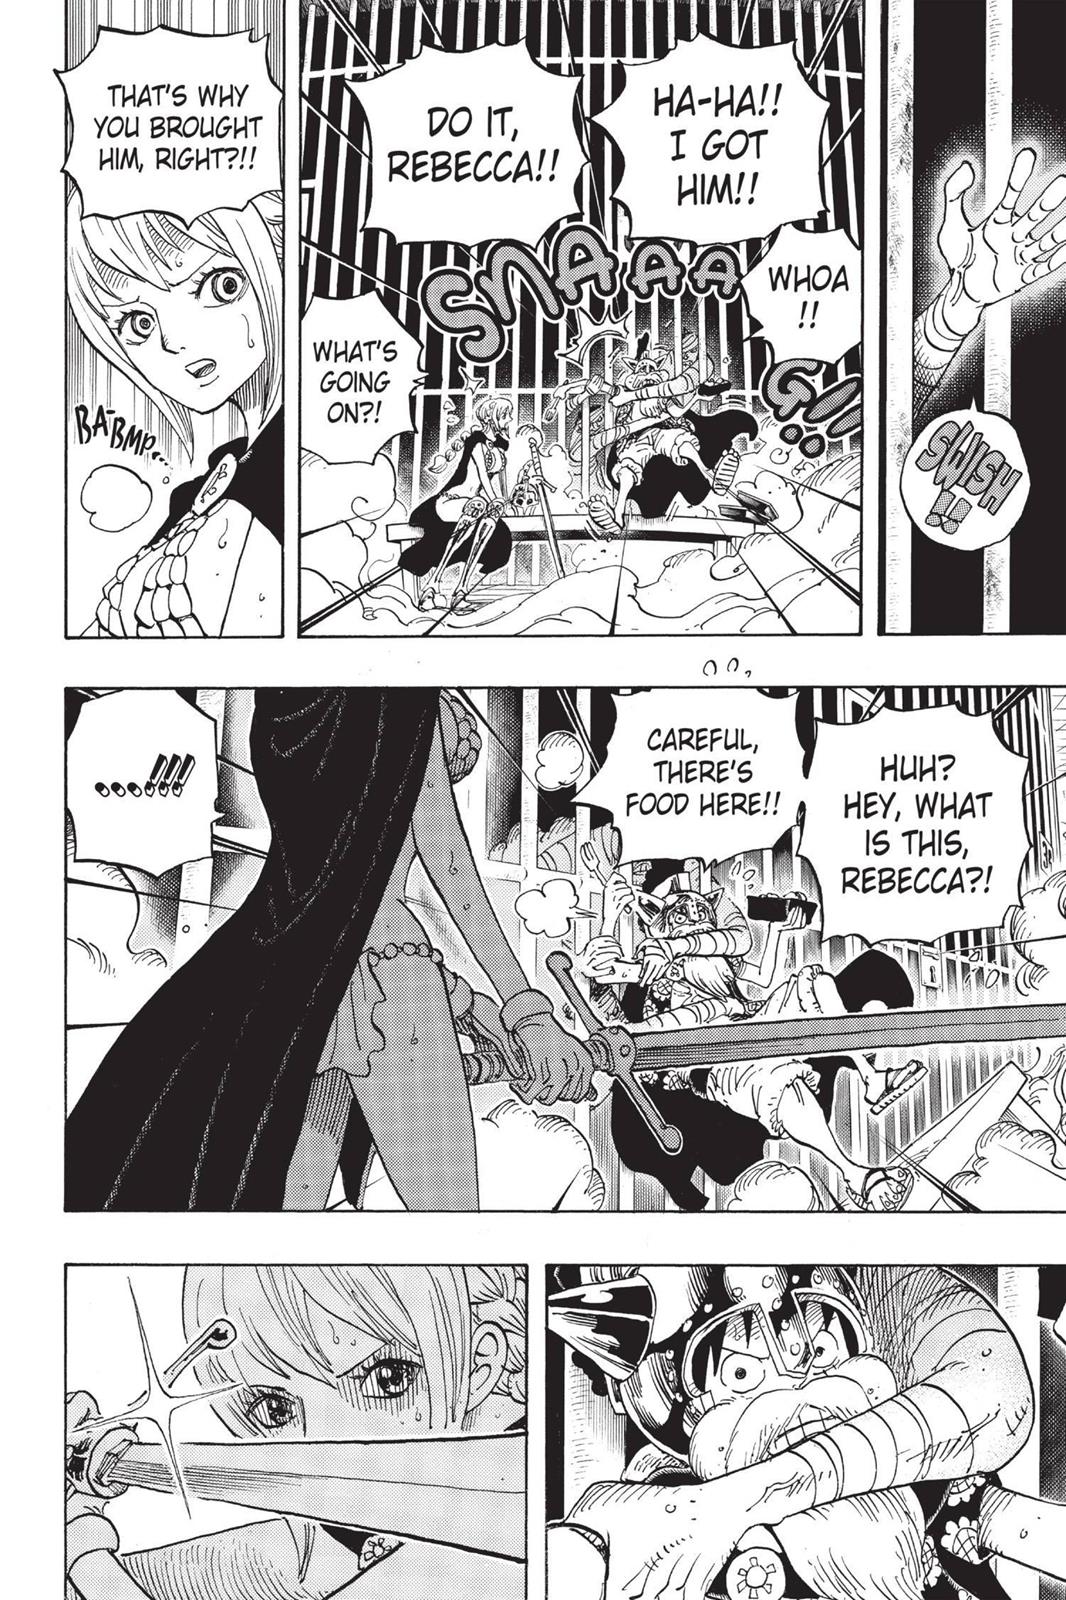 SWISH
!!
HA-HA!!
I GOT
HIM!!
DO IT,
REBECCA!!
WHOA
!!
SNAAAA
G!!
WHAT'S
GOING
ON?!
THAT'S WHY
YOU BROUGHT
HIM, RIGHT?!!
BA-
BMP...
HUH?
HEY, WHAT
IS THIS,
REBECCA?!
CAREFUL,
THERE'S
FOOD HERE!!
......!!!